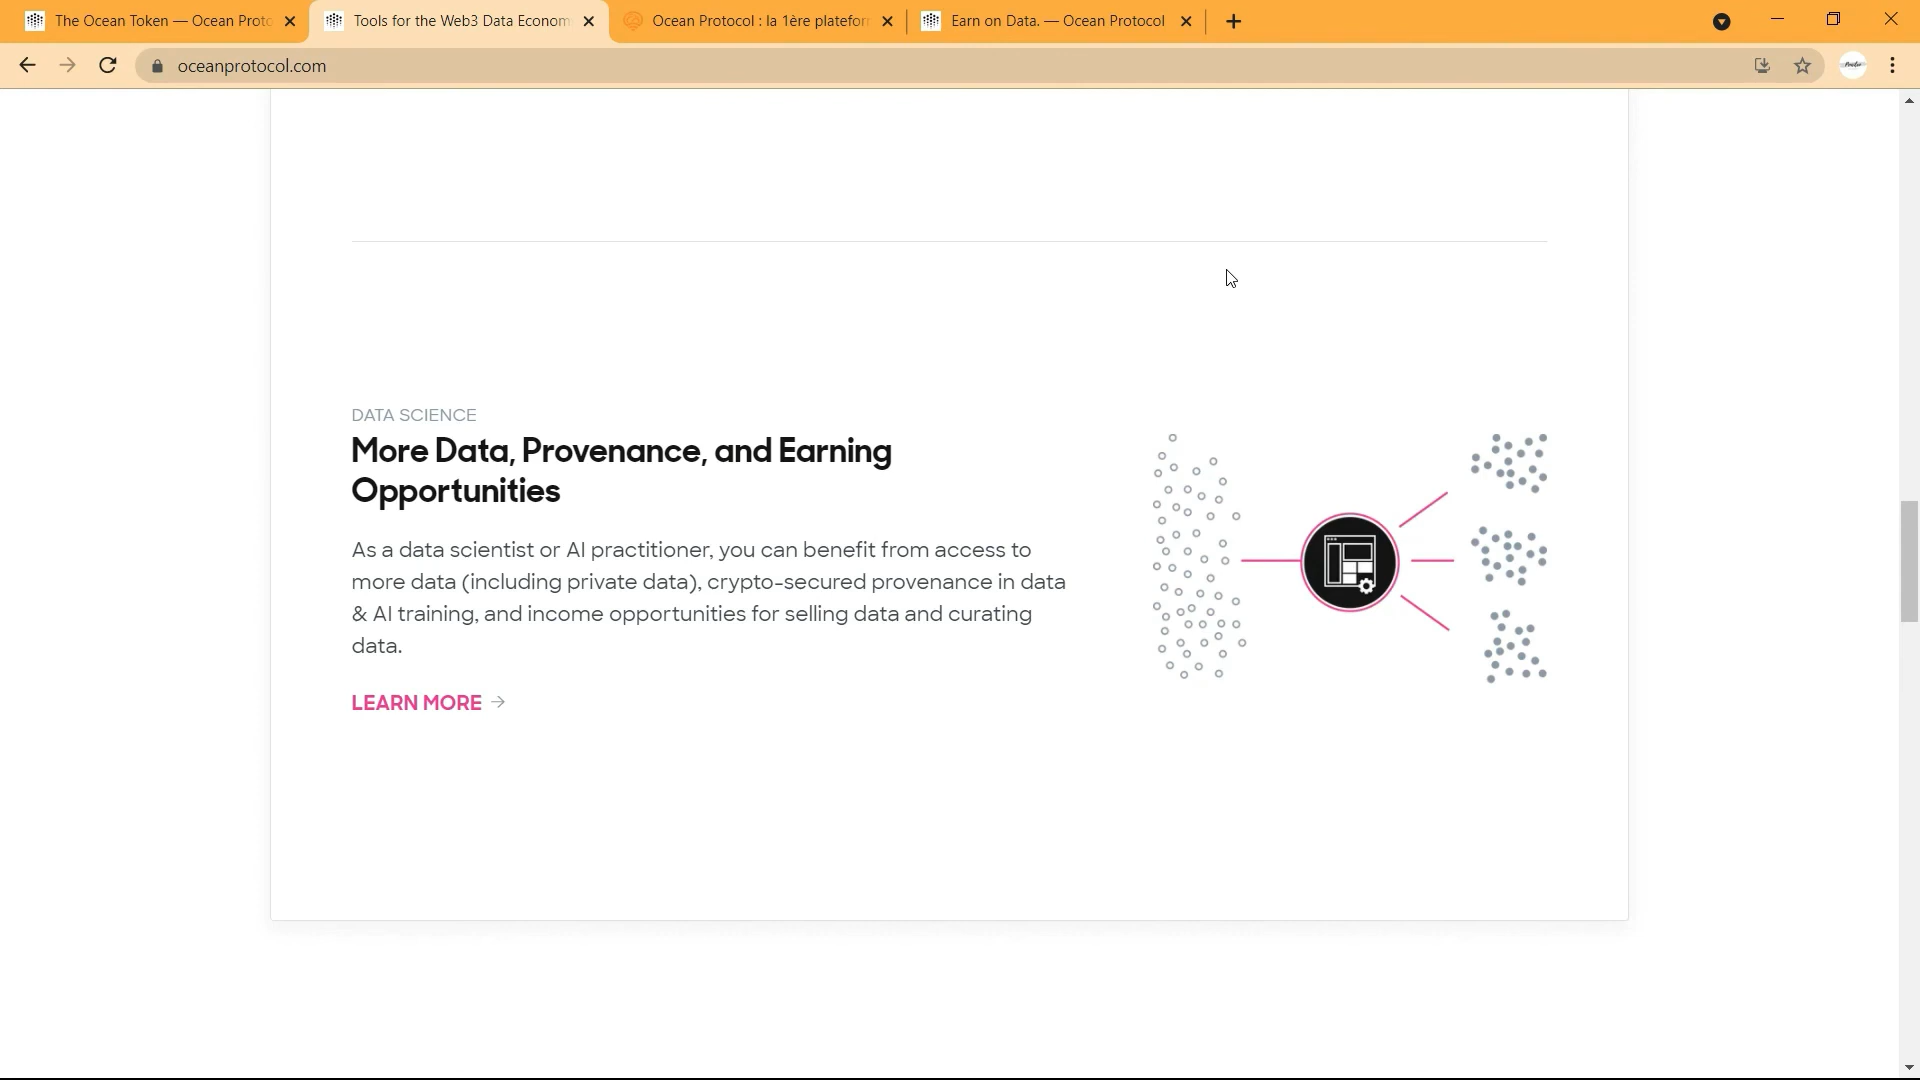 The Ocean Token — Ocean Proto
Tools for the Web3 Data Econom
Ocean Protocol : la 1ère platefor
Earn on Data. — Ocean Protocol
oceanprotocol.com
DATA SCIENCE
More Data, Provenance, and Earning
Opportunities
As a data scientist or AI practitioner, you can benefit from access to
more data (including private data), crypto-secured provenance in data
& AI training, and income opportunities for selling data and curating
data.
LEARN MORE →